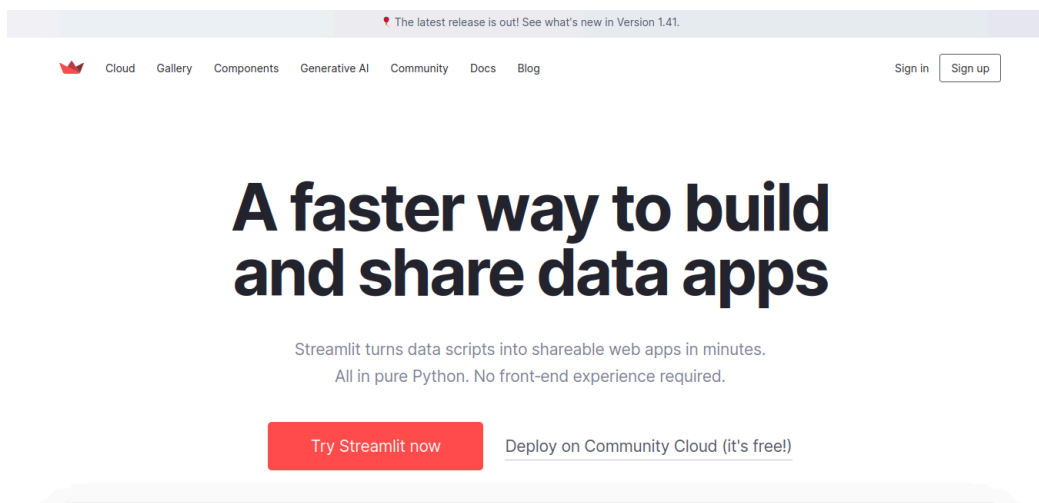 The latest release is out! See what's new in Version 1.41.
Cloud Gallery Components Generative AI Community Docs Blog Sign in Sign up
A faster way to build
and share data apps
Streamlit turns data scripts into shareable web apps in minutes.
All in pure Python. No front-end experience required.
Try Streamlit now Deploy on Community Cloud (it's free!)